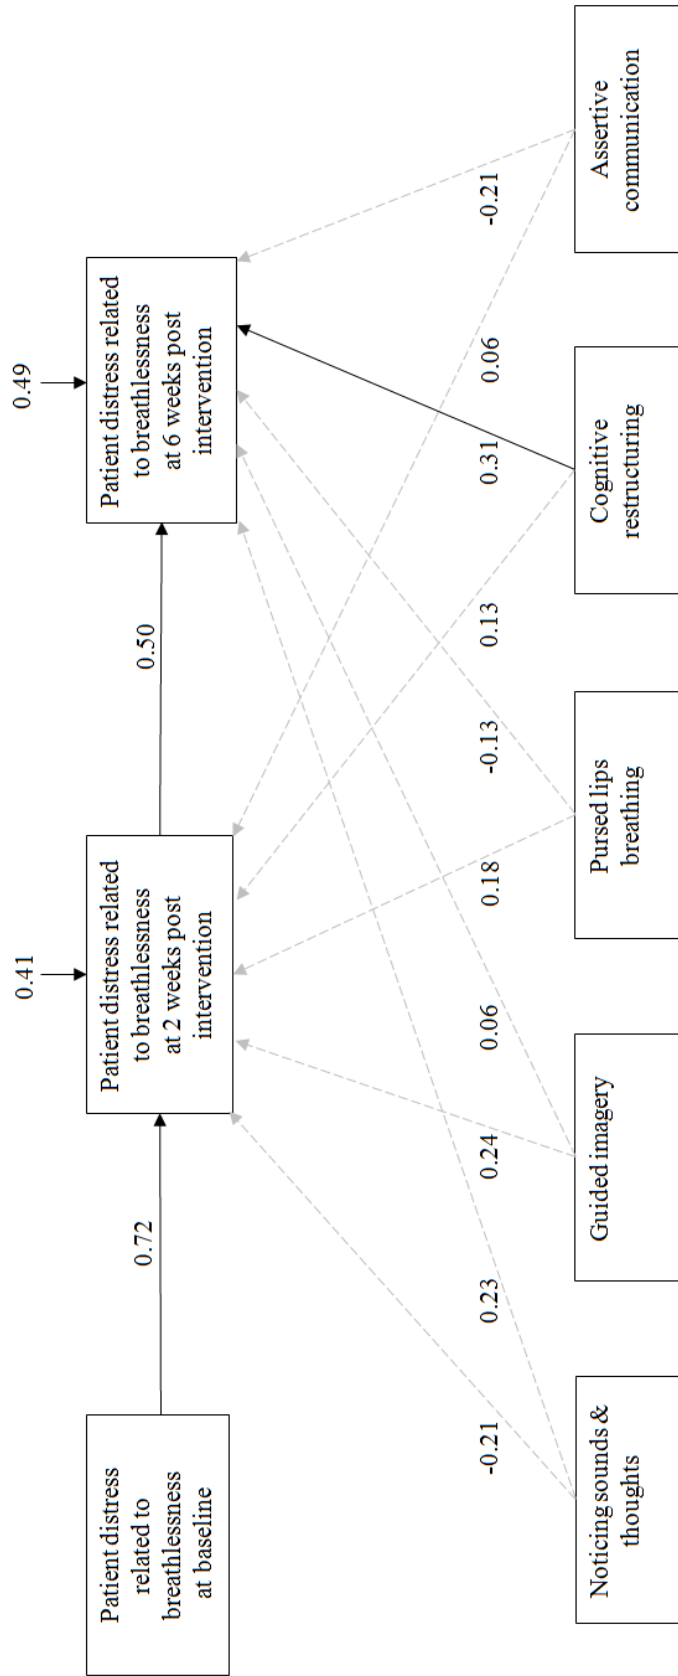 0.41
0.49
Patient distress
related to
breathlessness
at baseline
0.72
Patient distress related
to breathlessness
at 2 weeks post
intervention
0.50
Patient distress related
to breathlessness
at 6 weeks post
intervention
-0.21
0.23
0.24
0.06
0.18
-0.13
0.13
0.31
0.06
-0.21
Noticing sounds &
thoughts
Guided imagery
Pursed lips
breathing
Cognitive
restructuring
Assertive
communication